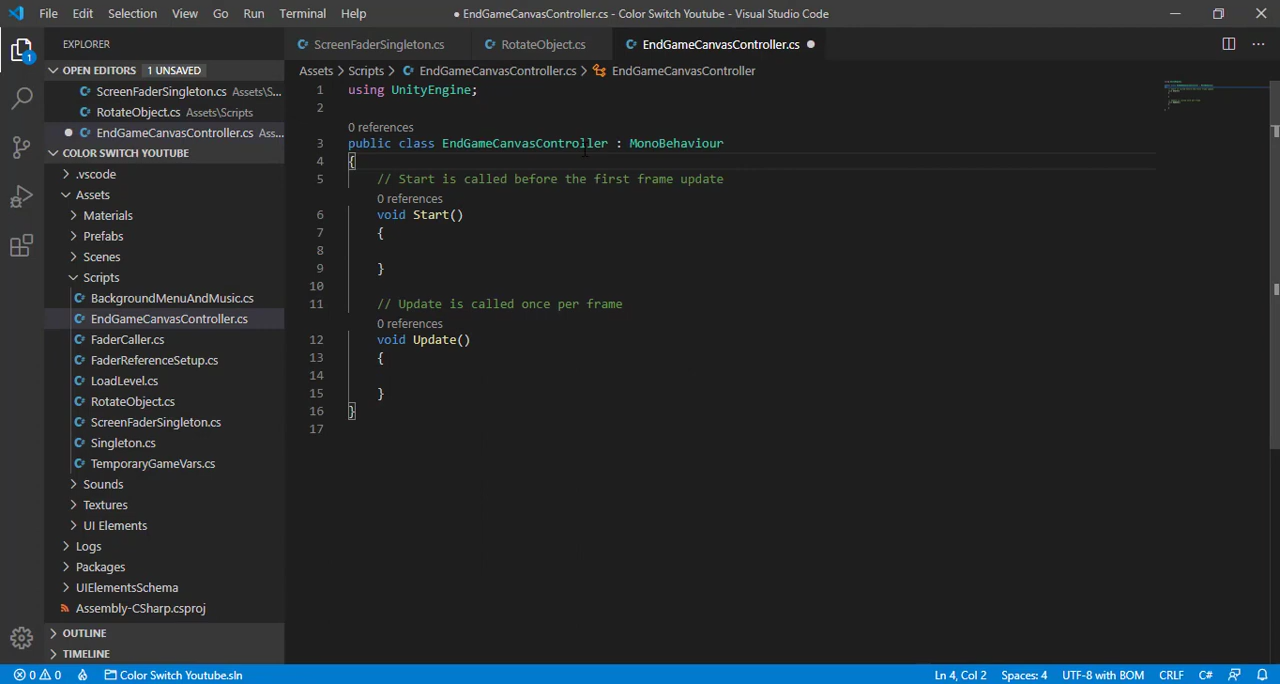 File Edit Selection View Go Run Terminal Help
● EndGameCanvasController.cs - Color Switch Youtube - Visual Studio Code
EXPLORER
ScreenFaderSingleton.cs
RotateObject.cs
EndGameCanvasController.cs
1
OPEN EDITORS 1 UNSAVED
ScreenFaderSingleton.cs Assets\S...
RotateObject.cs Assets\Scripts
EndGameCanvasController.cs Ass...
COLOR SWITCH YOUTUBE
.vscode
Assets
Materials
Prefabs
Scenes
Scripts
BackgroundMenuAndMusic.cs
EndGameCanvasController.cs
FaderCaller.cs
FaderReferenceSetup.cs
LoadLevel.cs
RotateObject.cs
ScreenFaderSingleton.cs
Singleton.cs
TemporaryGameVars.cs
Sounds
Textures
UI Elements
Logs
Packages
UIElementsSchema
Assembly-CSharp.csproj
OUTLINE
TIMELINE
Assets > Scripts > EndGameCanvasController.cs > EndGameCanvasController
1 using UnityEngine;
2
0 references
3 public class EndGameCanvasController : MonoBehaviour
4 {
5 // Start is called before the first frame update
0 references
6 void Start()
7 {
8
9 }
10
11 // Update is called once per frame
0 references
12 void Update()
13 {
14
15 }
16 }
17
0 0 Color Switch Youtube.sln Ln 4, Col 2 Spaces: 4 UTF-8 with BOM CRLF C#